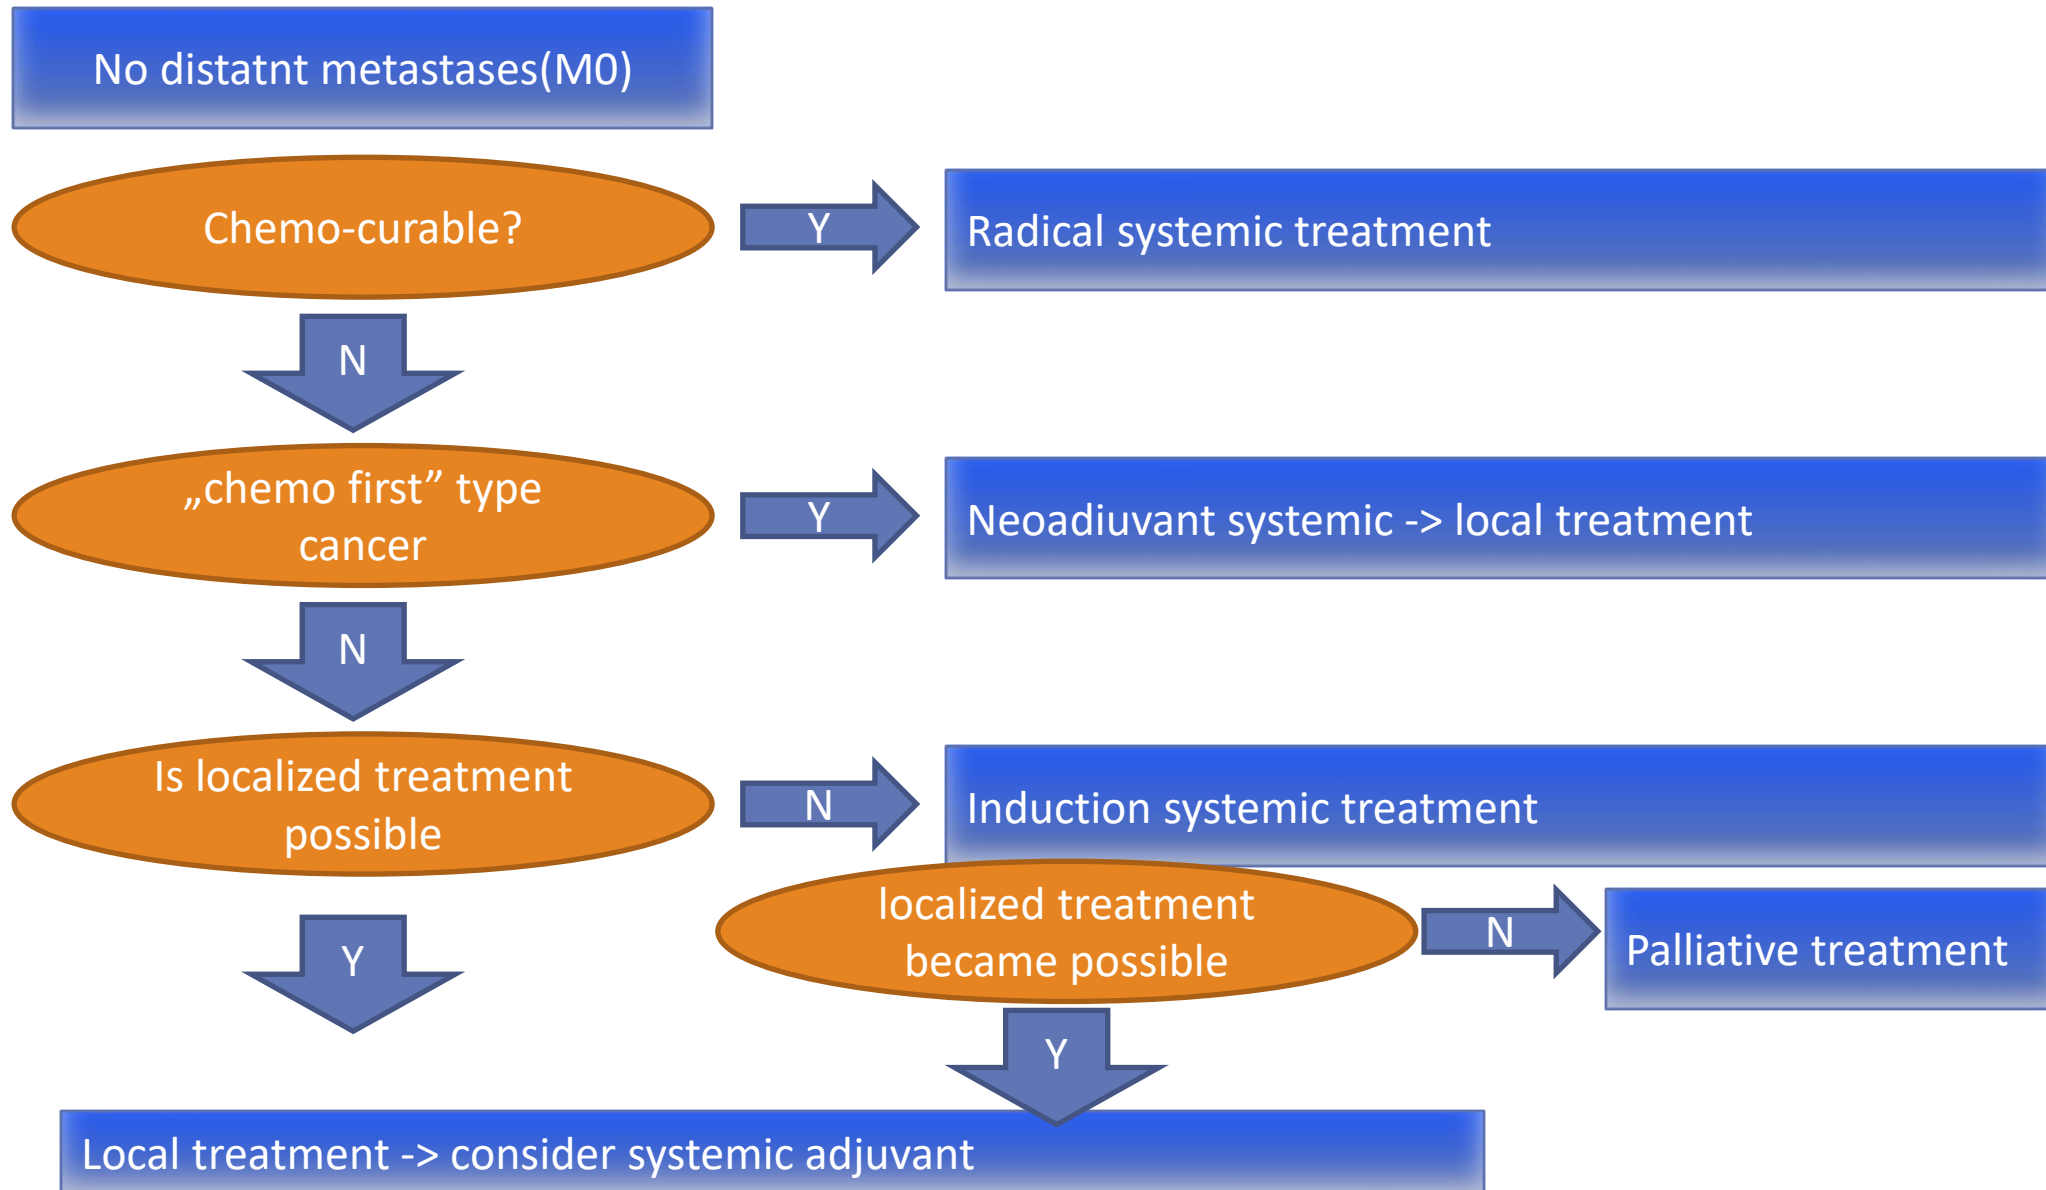 No distatnt metastases(M0)
Chemo-curable?
Y
Radical systemic treatment
N
„chemo first” type
cancer
Y
Neoadiuvant systemic -> local treatment
N
Is localized treatment
possible
N
Induction systemic treatment
localized treatment
became possible
N
Palliative treatment
Y
Y
Local treatment -> consider systemic adjuvant